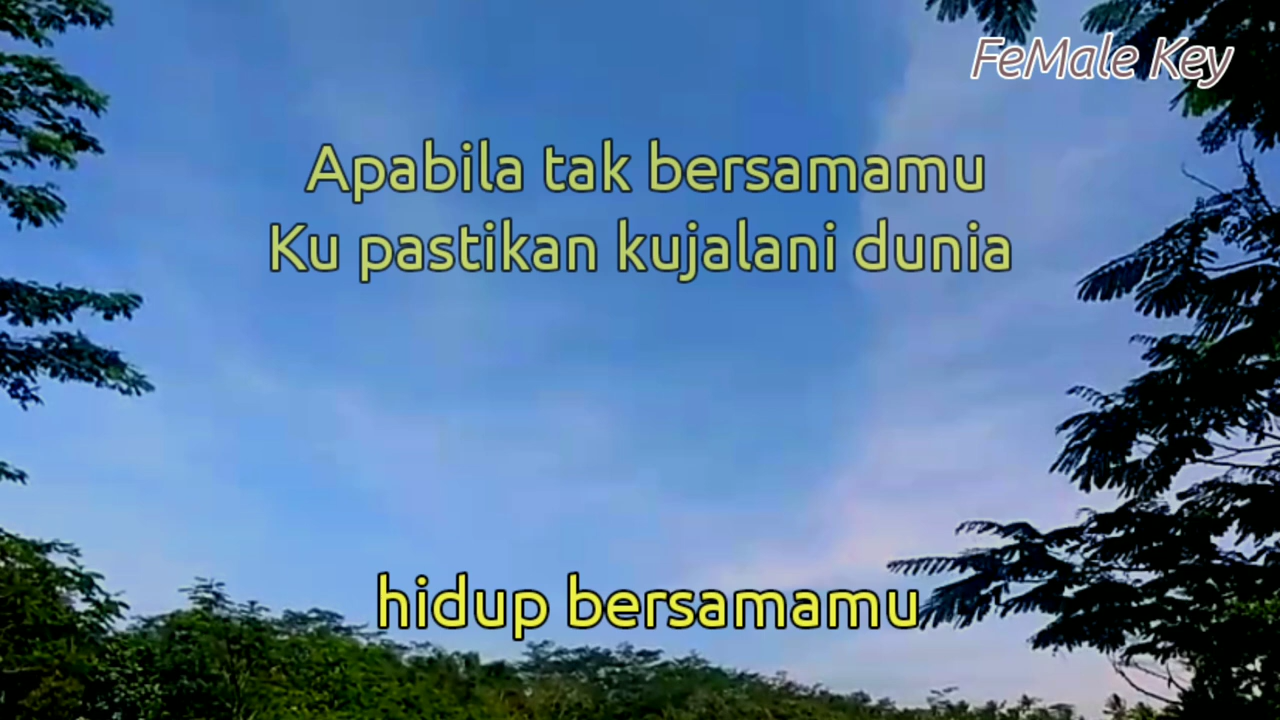 FeMale Key
Apabila tak bersamamu
Ku pastikan kujalani dunia
hidup bersamamu